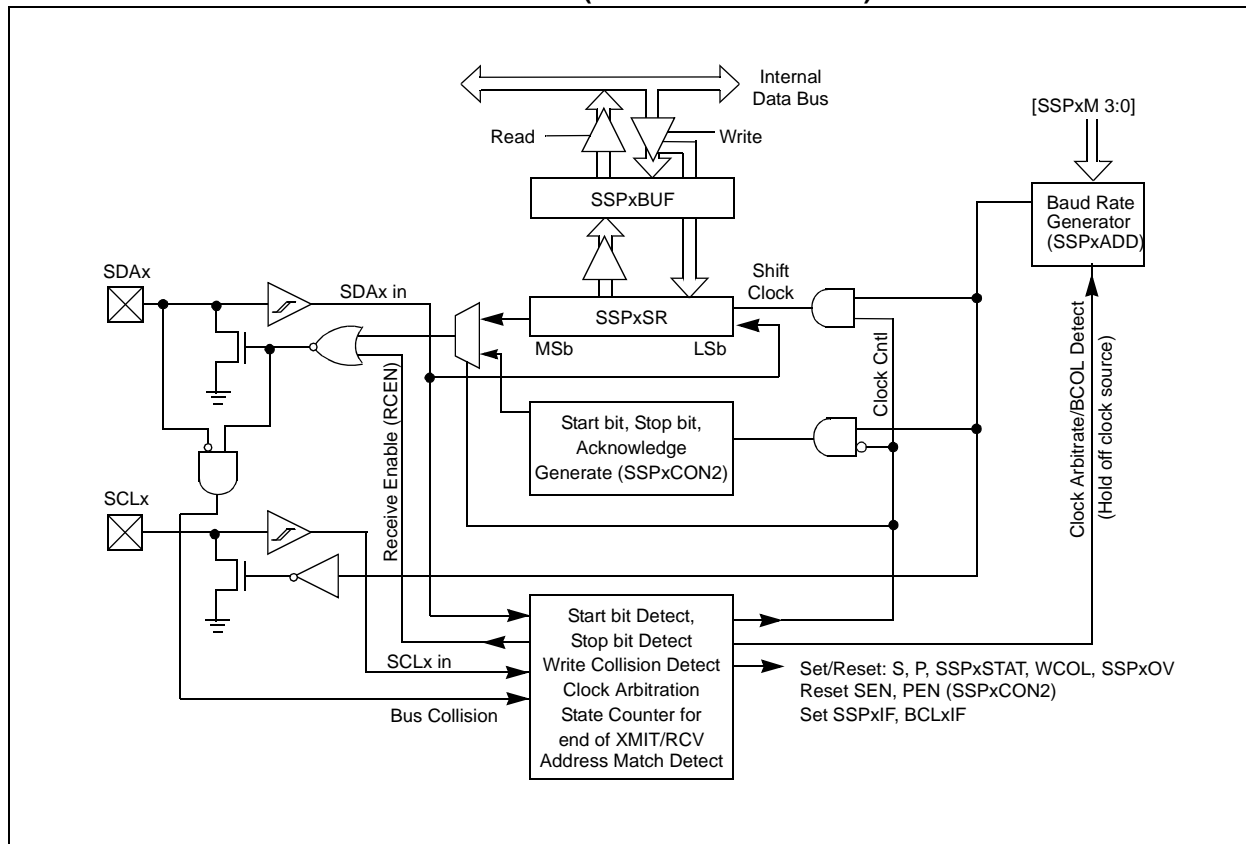 Internal
Data Bus
[SSPxM 3:0]
Read
Write
SSPxBUF
Baud Rate
Generator
(SSPxADD)
SDAx
SDAx in
Shift
Clock
SSPxSR
MSb
LSb
Clock Cntl
Clock Arbitrate/BCOL Detect
(Hold off clock source)
Receive Enable (RCEN)
Start bit, Stop bit,
Acknowledge
Generate (SSPxCON2)
SCLx
SCLx in
Bus Collision
Start bit Detect,
Stop bit Detect
Write Collision Detect
Clock Arbitration
State Counter for
end of XMIT/RCV
Address Match Detect
Set/Reset: S, P, SSPxSTAT, WCOL, SSPxOV
Reset SEN, PEN (SSPxCON2)
Set SSPxIF, BCLxIF